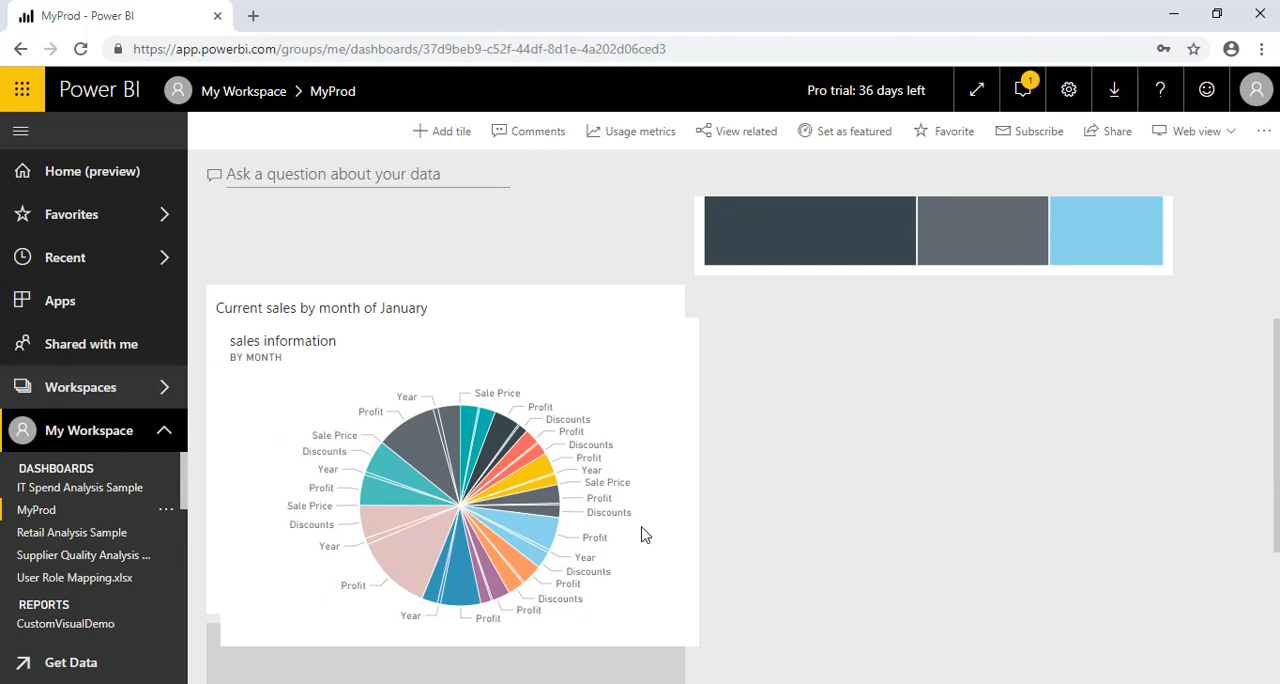 MyProd - Power BI
https://app.powerbi.com/groups/me/dashboards/37d9beb9-c52f-44df-8d1e-4a202d06ced3
Power BI My Workspace > MyProd Pro trial: 36 days left 1 ?
Add tile Comments Usage metrics View related Set as featured Favorite Subscribe Share Web view ...
Ask a question about your data
Home (preview)
Favorites
Recent
Apps
Shared with me
Workspaces
My Workspace
DASHBOARDS
IT Spend Analysis Sample
MyProd ...
Retail Analysis Sample
Supplier Quality Analysis ...
User Role Mapping.xlsx
REPORTS
CustomVisualDemo
Get Data
Current sales by month of January
sales information
BY MONTH
Year Sale Price
Profit Profit
Discounts
Sale Price Profit
Discounts Discounts
Profit
Year Year
Sale Price
Profit Profit
Sale Price Discounts
Discounts
Profit
Year Year
Discounts
Profit Profit
Discounts
Year Profit
Profit